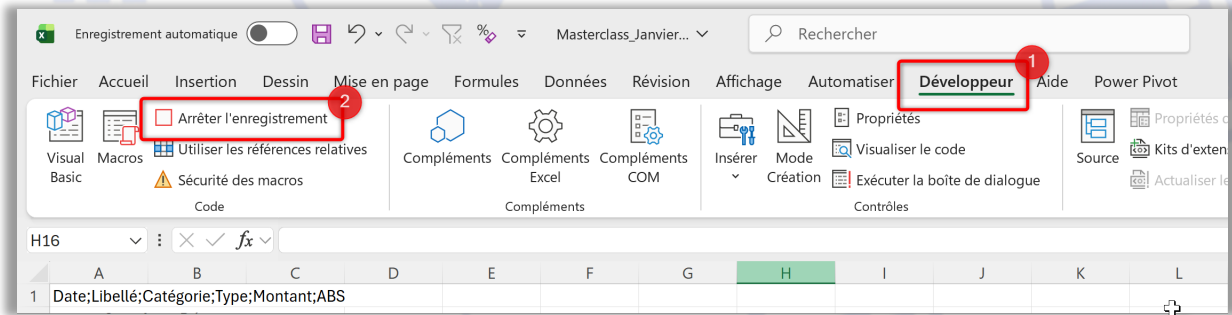 Enregistrement automatique Masterclass_Janvier... Rechercher
Fichier Accueil Insertion Dessin Mise en page Formules Données Révision Affichage Automatiser Développeur Aide Power Pivot
1
2
Visual Basic
Macros
Arrêter l'enregistrement
Utiliser les références relatives
Sécurité des macros
Code
Compléments
Compléments Excel
Compléments COM
Compléments
Insérer
Mode Création
Propriétés
Visualiser le code
Exécuter la boîte de dialogue
Contrôles
Source
Propriétés
Kits d'exten
Actualiser le
H16 fx
A B C D E F G H I J K L
1 Date;Libellé;Catégorie;Type;Montant;ABS